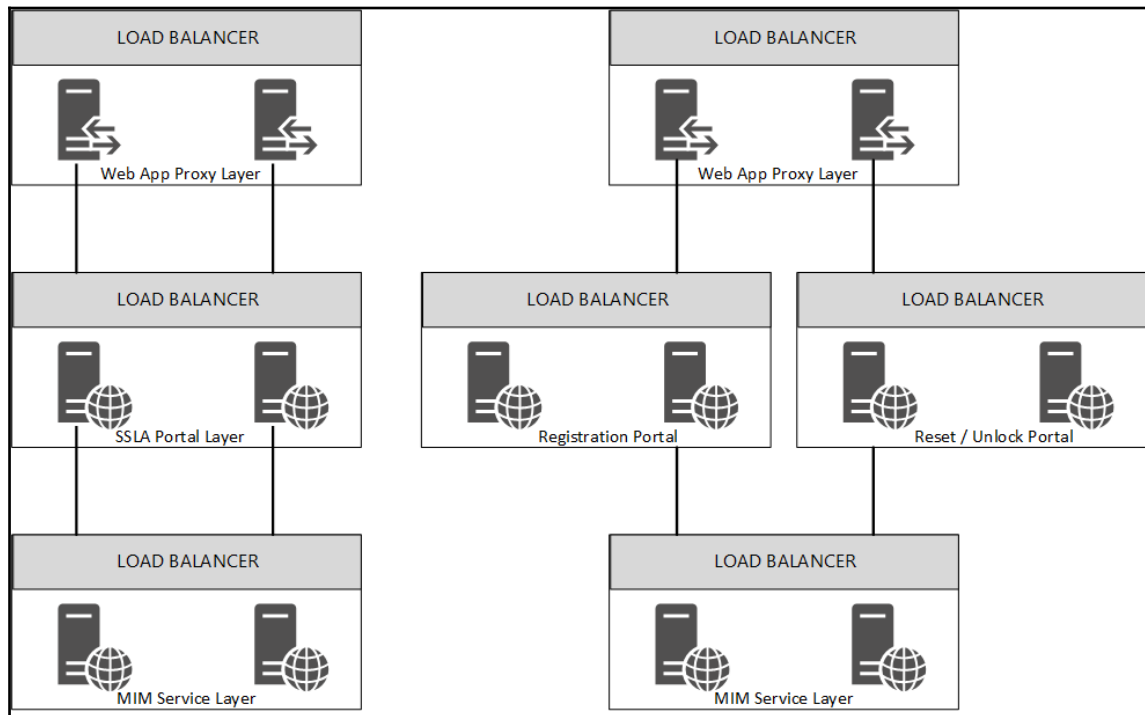 LOAD BALANCER
LOAD BALANCER
Web App Proxy Layer
Web App Proxy Layer
LOAD BALANCER
LOAD BALANCER
LOAD BALANCER
SSLA Portal Layer
Registration Portal
Reset / Unlock Portal
LOAD BALANCER
LOAD BALANCER
MIM Service Layer
MIM Service Layer